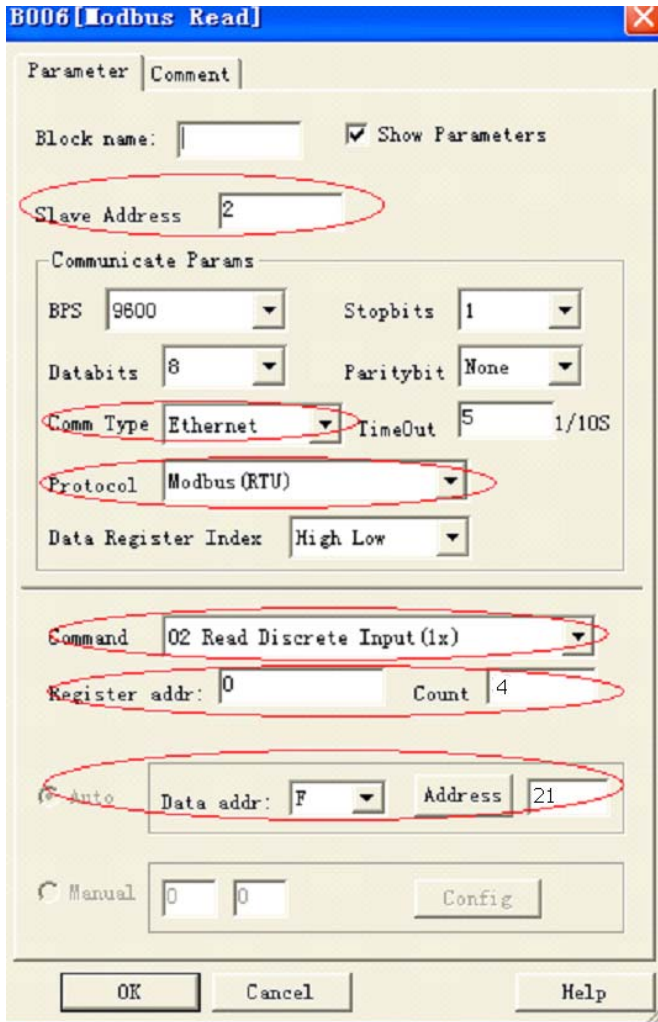 B006[Modbus Read]
Parameter Comment
Block name: Show Parameters
Slave Address 2
Communicate Params
BPS 9600 Stopbits 1
Databits 8 Paritybit None
Comm Type Ethernet TimeOut 5 1/10S
Protocol Modbus(RTU)
Data Register Index High Low
Command 02 Read Discrete Input(1x)
Register addr: 0 Count 4
Auto Data addr: F Address 21
Manual 0 0 Config
OK Cancel Help